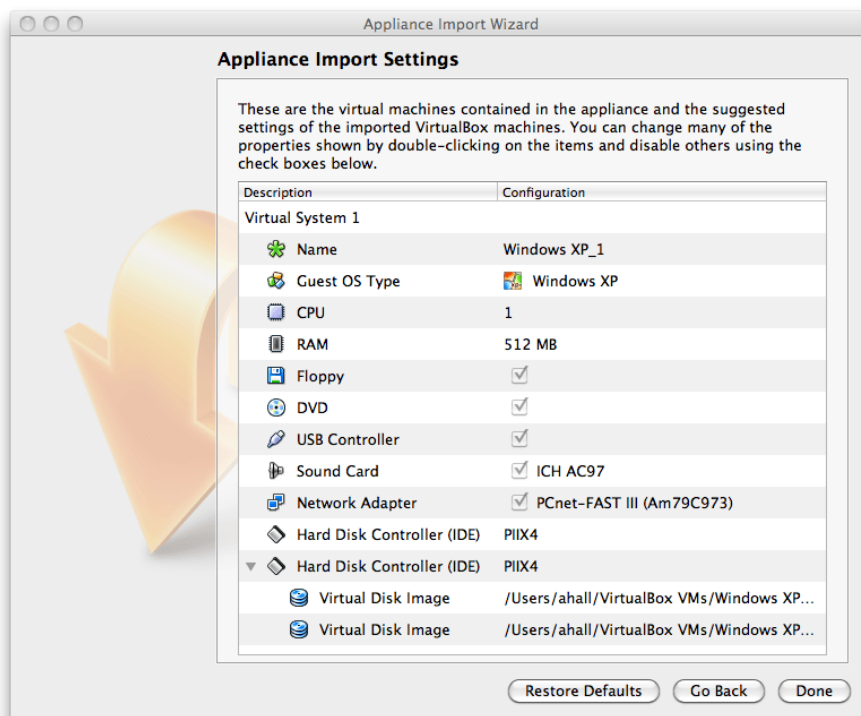 Appliance Import Wizard
Appliance Import Settings
These are the virtual machines contained in the appliance and the suggested
settings of the imported VirtualBox machines. You can change many of the
properties shown by double-clicking on the items and disable others using the
check boxes below.
Description Configuration
Virtual System 1
Name Windows XP_1
Guest OS Type Windows XP
CPU 1
RAM 512 MB
Floppy
DVD
USB Controller
Sound Card ICH AC97
Network Adapter PCnet-FAST III (Am79C973)
Hard Disk Controller (IDE) PIIX4
Hard Disk Controller (IDE) PIIX4
Virtual Disk Image /Users/ahall/VirtualBox VMs/Windows XP...
Virtual Disk Image /Users/ahall/VirtualBox VMs/Windows XP...
Restore Defaults Go Back Done